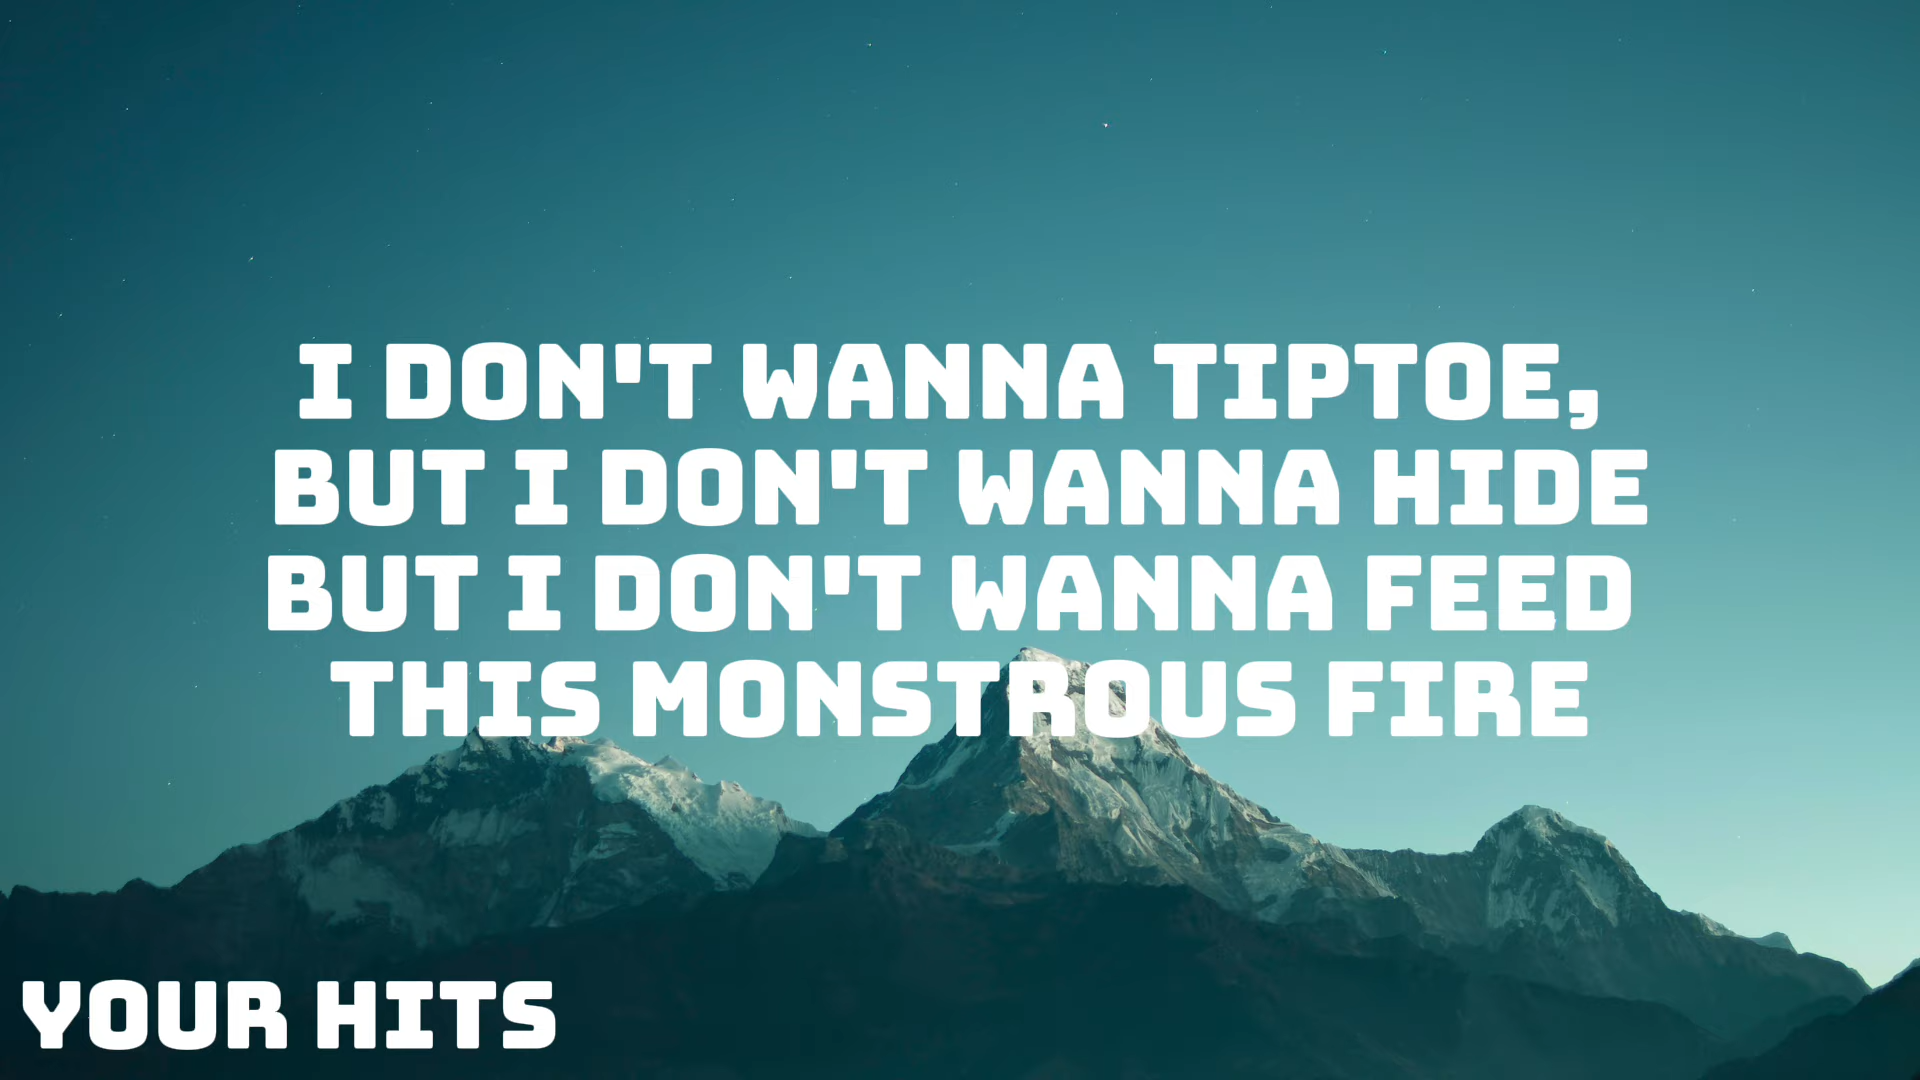 I DON'T WANNA TIPTOE,
BUT I DON'T WANNA HIDE
BUT I DON'T WANNA FEED
THIS MONSTROUS FIRE
YOUR HITS